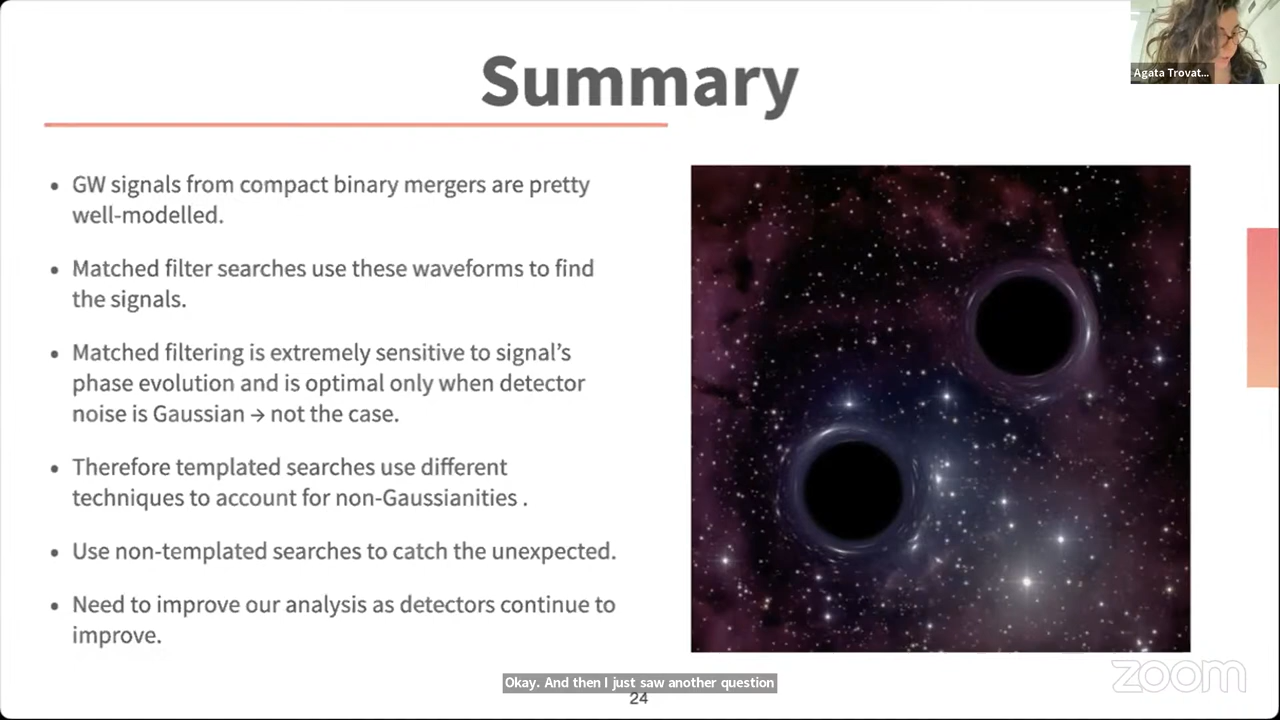 Agata Trovat...
Summary
• GW signals from compact binary mergers are pretty
well-modelled.
• Matched filter searches use these waveforms to find
the signals.
• Matched filtering is extremely sensitive to signal's
phase evolution and is optimal only when detector
noise is Gaussian → not the case.
• Therefore templated searches use different
techniques to account for non-Gaussianities .
• Use non-templated searches to catch the unexpected.
• Need to improve our analysis as detectors continue to
improve.
Okay. And then I just saw another question
24
zoom